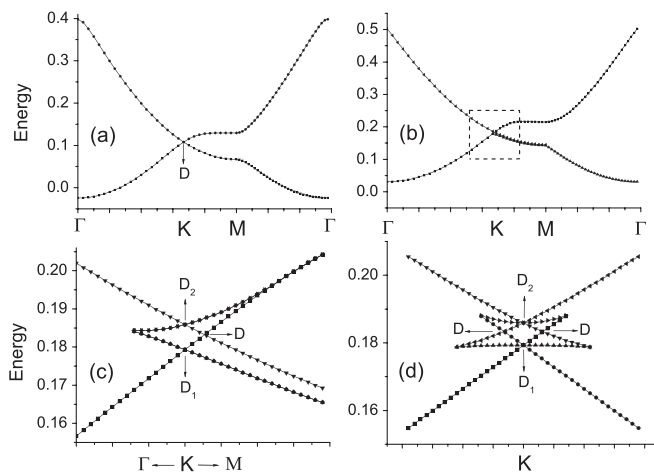 0.4
0.3
0.2
0.1
0.0
Energy
(a)
D
Γ
K
M
Γ
0.5
0.4
0.3
0.2
0.1
Energy
(b)
Γ
K
M
Γ
0.20
0.19
0.18
0.17
0.16
Energy
D₂
D
D₁
(c)
Γ ← K → M
0.20
0.18
0.16
D₂
D
D
D₁
(d)
K